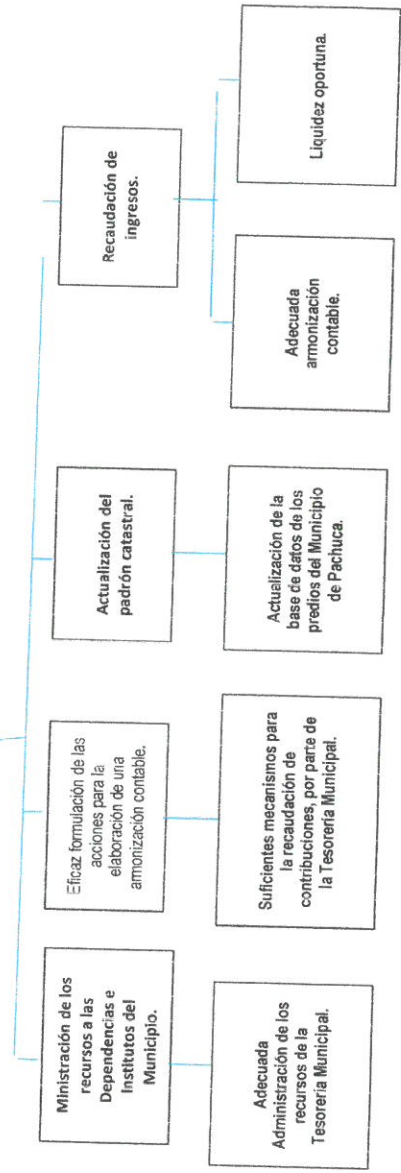 Ministración de los
recursos a las
Dependencias e
Institutos del
Municipio.
Eficaz formulación de las
acciones para la
elaboración de una
armonización contable.
Actualización del
padrón catastral.
Recaudación de
ingresos.
Adecuada
Administración de los
recursos de la
Tesorería Municipal.
Suficientes mecanismos para
la recaudación de
contribuciones, por parte de
la Tesorería Municipal.
Actualización de la
base de datos de los
predios del Municipio
de Pachuca.
Adecuada
armonización
contable.
Liquidez oportuna.